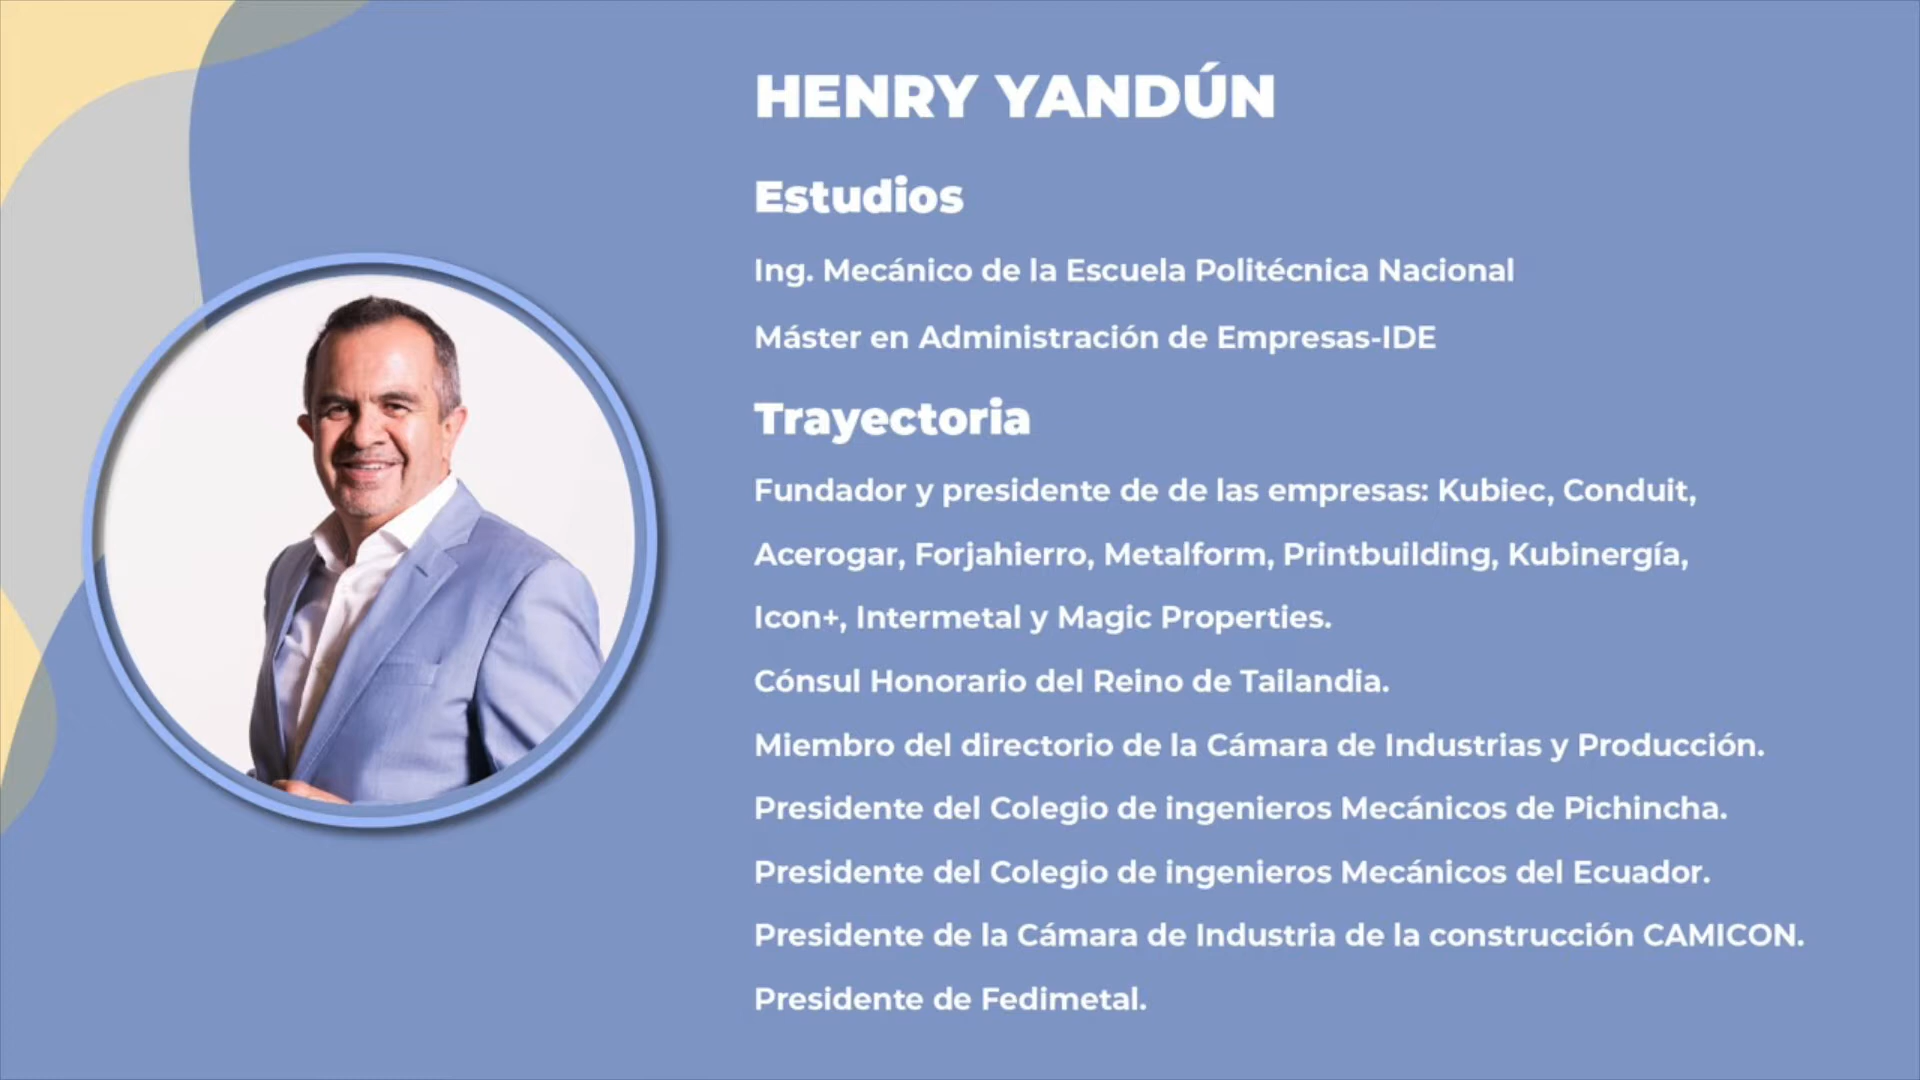 HENRY YANDÚN
Estudios
Ing. Mecánico de la Escuela Politécnica Nacional
Máster en Administración de Empresas-IDE
Trayectoria
Fundador y presidente de de las empresas: Kubiec, Conduit,
Acerogar, Forjahierro, Metalform, Printbuilding, Kubinergía,
Icon+, Intermetal y Magic Properties.
Cónsul Honorario del Reino de Tailandia.
Miembro del directorio de la Cámara de Industrias y Producción.
Presidente del Colegio de ingenieros Mecánicos de Pichincha.
Presidente del Colegio de ingenieros Mecánicos del Ecuador.
Presidente de la Cámara de Industria de la construcción CAMICON.
Presidente de Fedimetal.